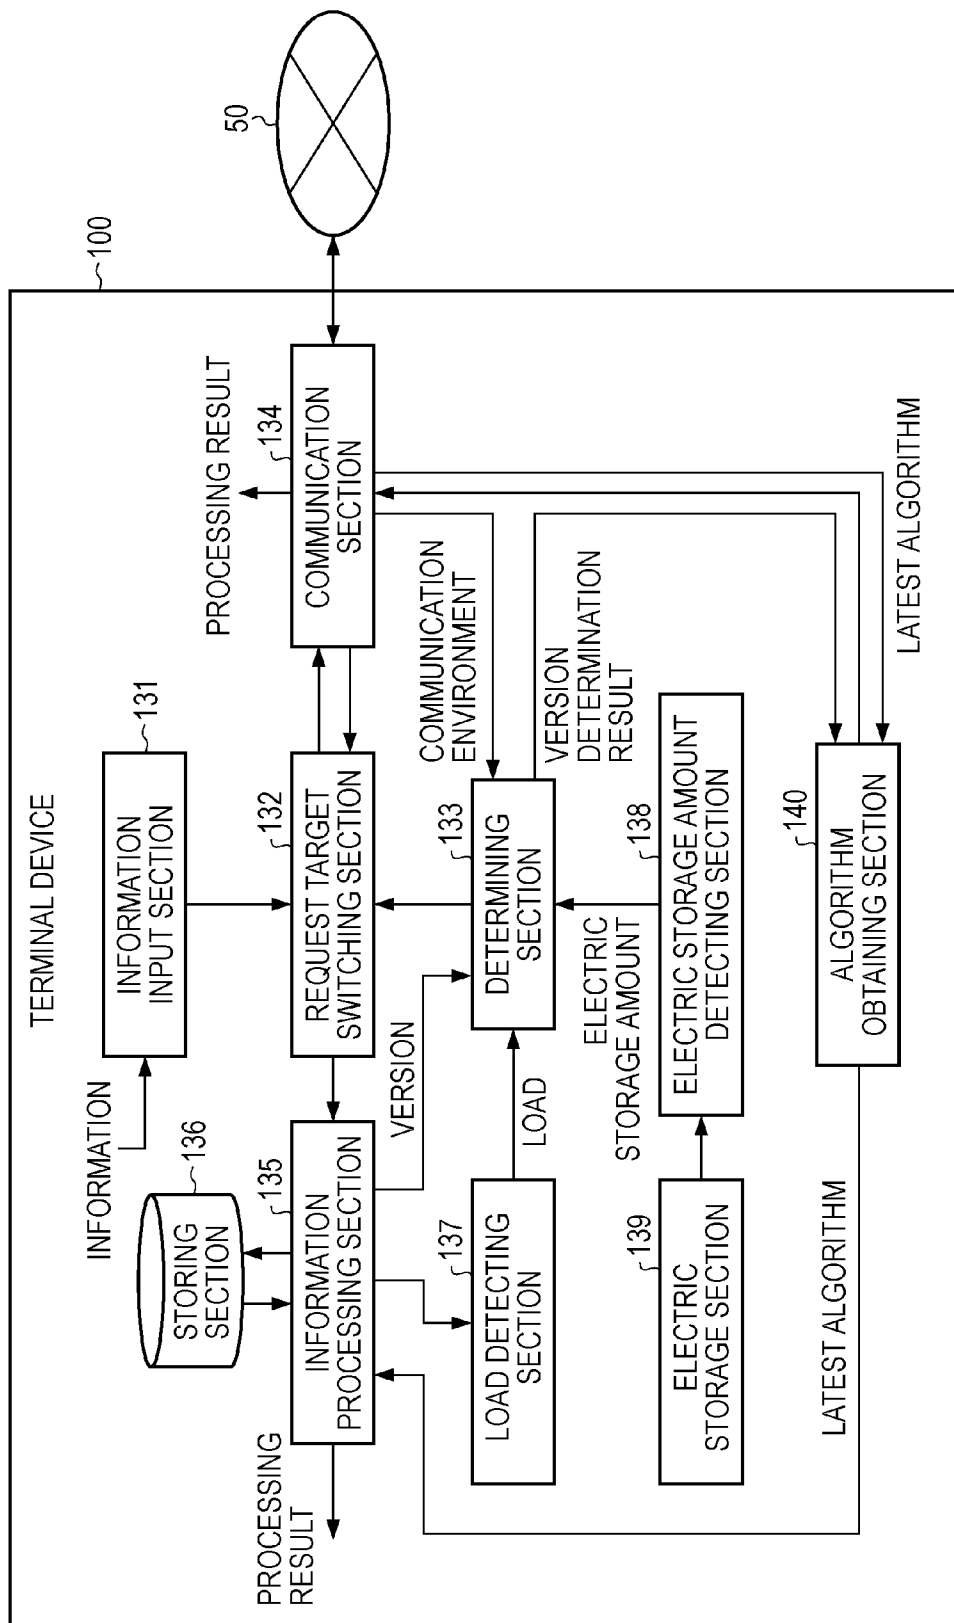 TERMINAL DEVICE
100
50
INFORMATION
131
INFORMATION
INPUT SECTION
136
STORING
SECTION
PROCESSING RESULT
135
INFORMATION
PROCESSING SECTION
132
REQUEST TARGET
SWITCHING SECTION
134
COMMUNICATION
SECTION
PROCESSING
RESULT
VERSION
COMMUNICATION
ENVIRONMENT
137
LOAD DETECTING
SECTION
LOAD
133
DETERMINING
SECTION
VERSION
DETERMINATION
RESULT
ELECTRIC
STORAGE AMOUNT
139
ELECTRIC
STORAGE SECTION
138
ELECTRIC STORAGE AMOUNT
DETECTING SECTION
140
ALGORITHM
OBTAINING SECTION
LATEST ALGORITHM
LATEST ALGORITHM